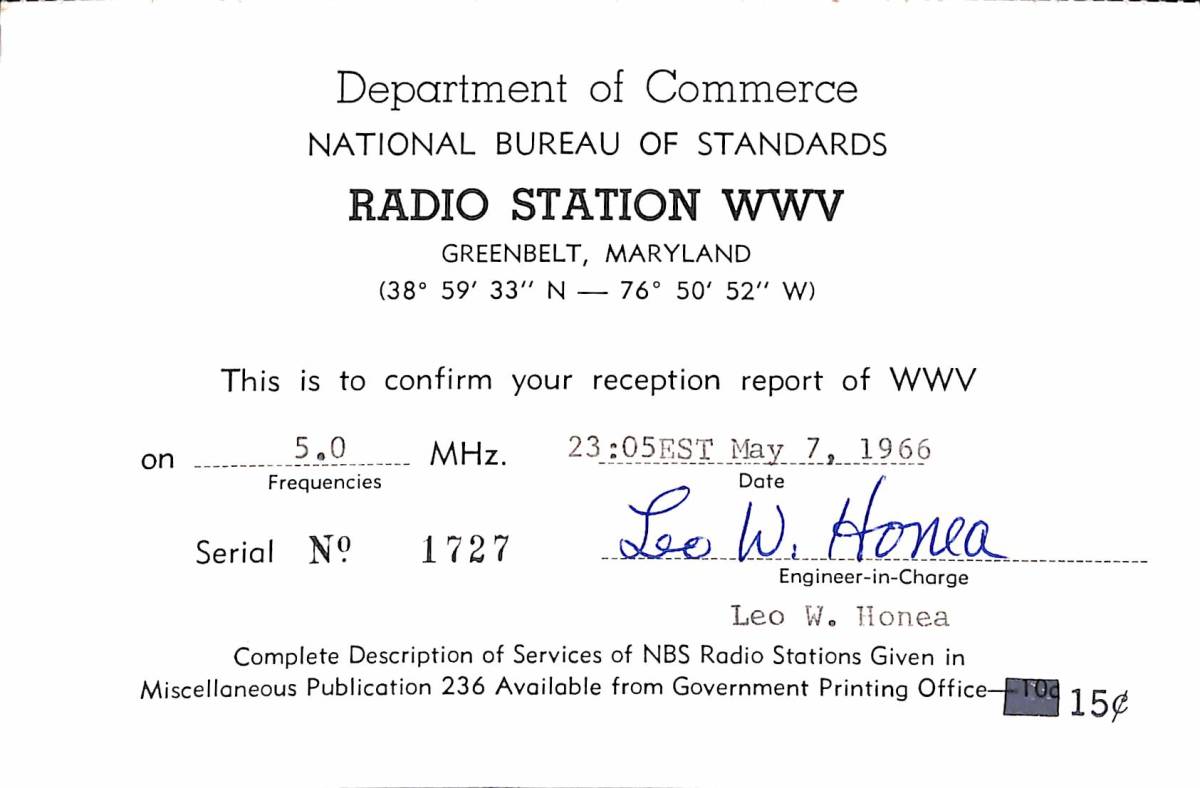 Department of Commerce
NATIONAL BUREAU OF STANDARDS
RADIO STATION WWV
GREENBELT, MARYLAND
(38° 59′ 33″ N — 76° 50′ 52″ W)
This is to confirm your reception report of WWV
on 5.0 MHz. 23:05EST May 7, 1966
Frequencies Date
Serial Nº 1727 Leo W. Honea
Engineer-in-Charge
Leo W. Honea
Complete Description of Services of NBS Radio Stations Given in
Miscellaneous Publication 236 Available from Government Printing Office—10¢ 15¢